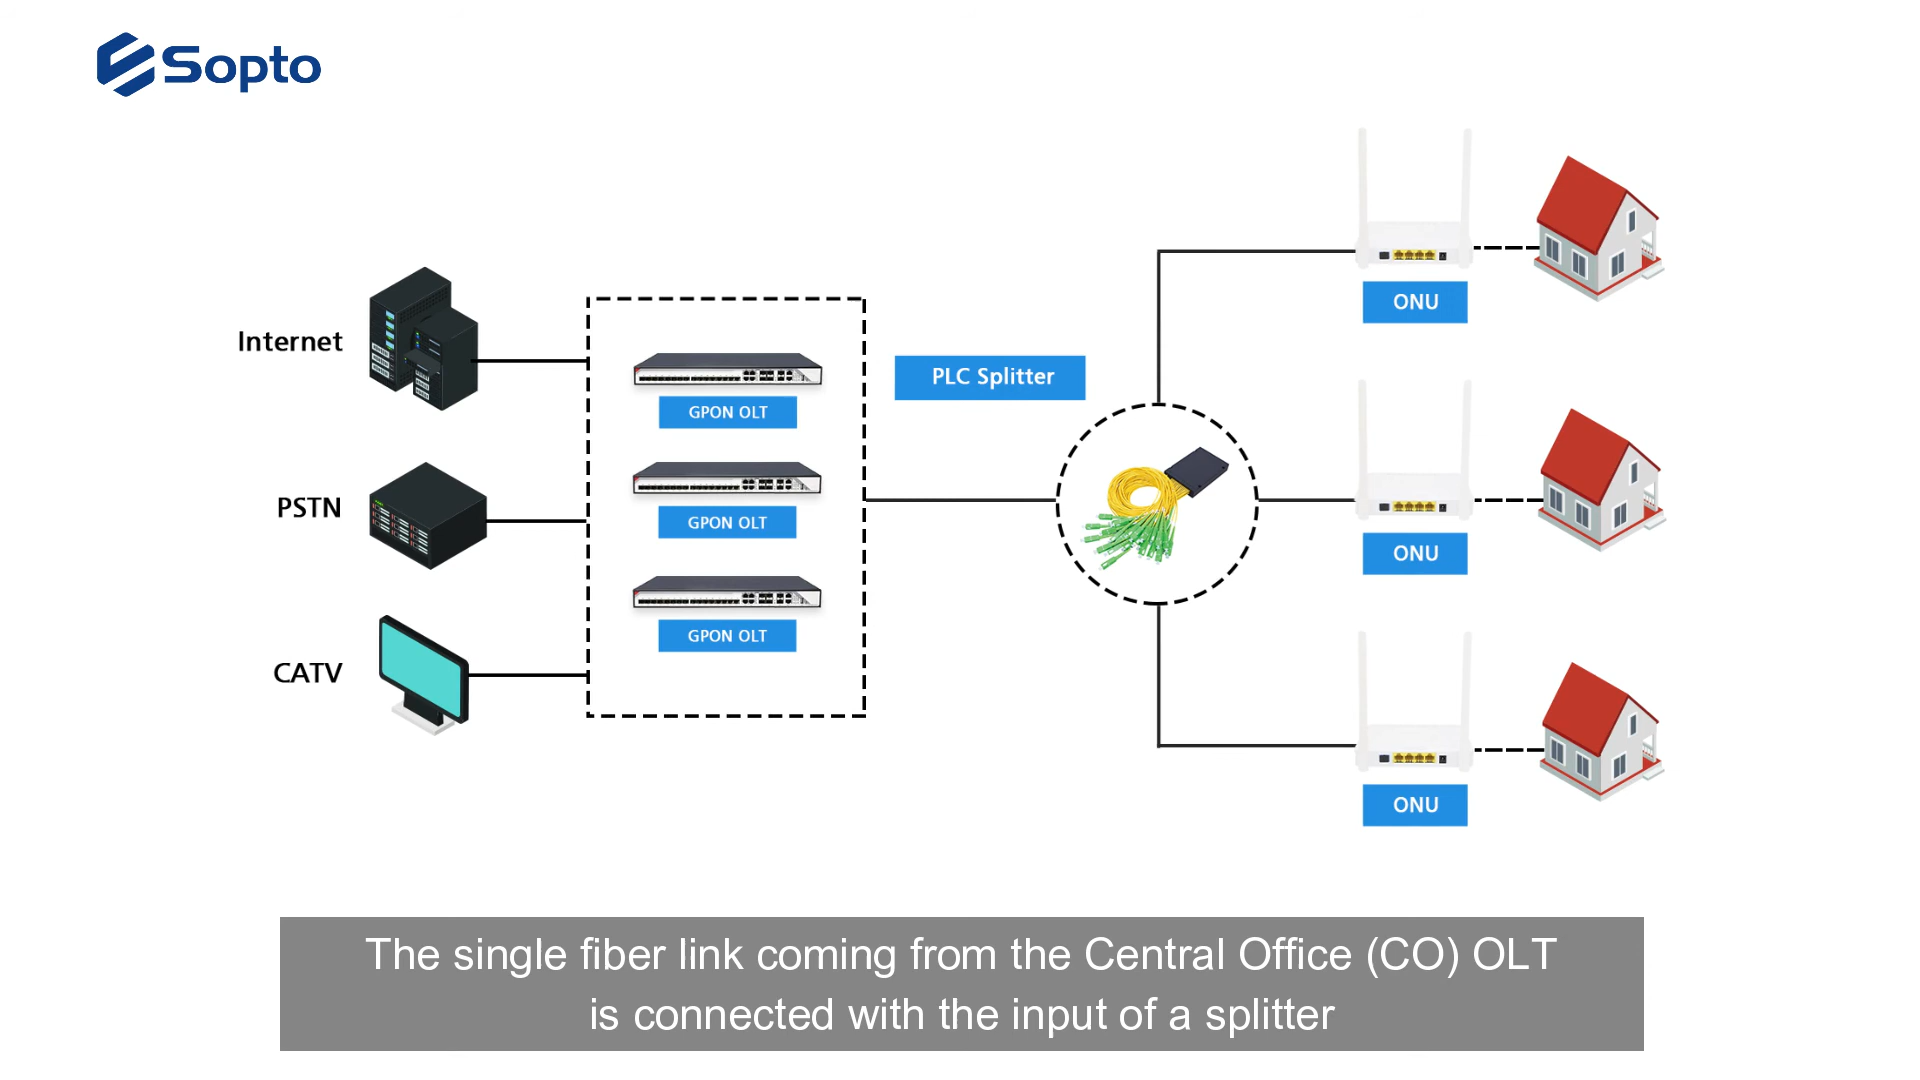 Sopto
Internet
PSTN
CATV
GPON OLT
GPON OLT
GPON OLT
PLC Splitter
ONU
ONU
ONU
The single fiber link coming from the Central Office (CO) OLT
is connected with the input of a splitter